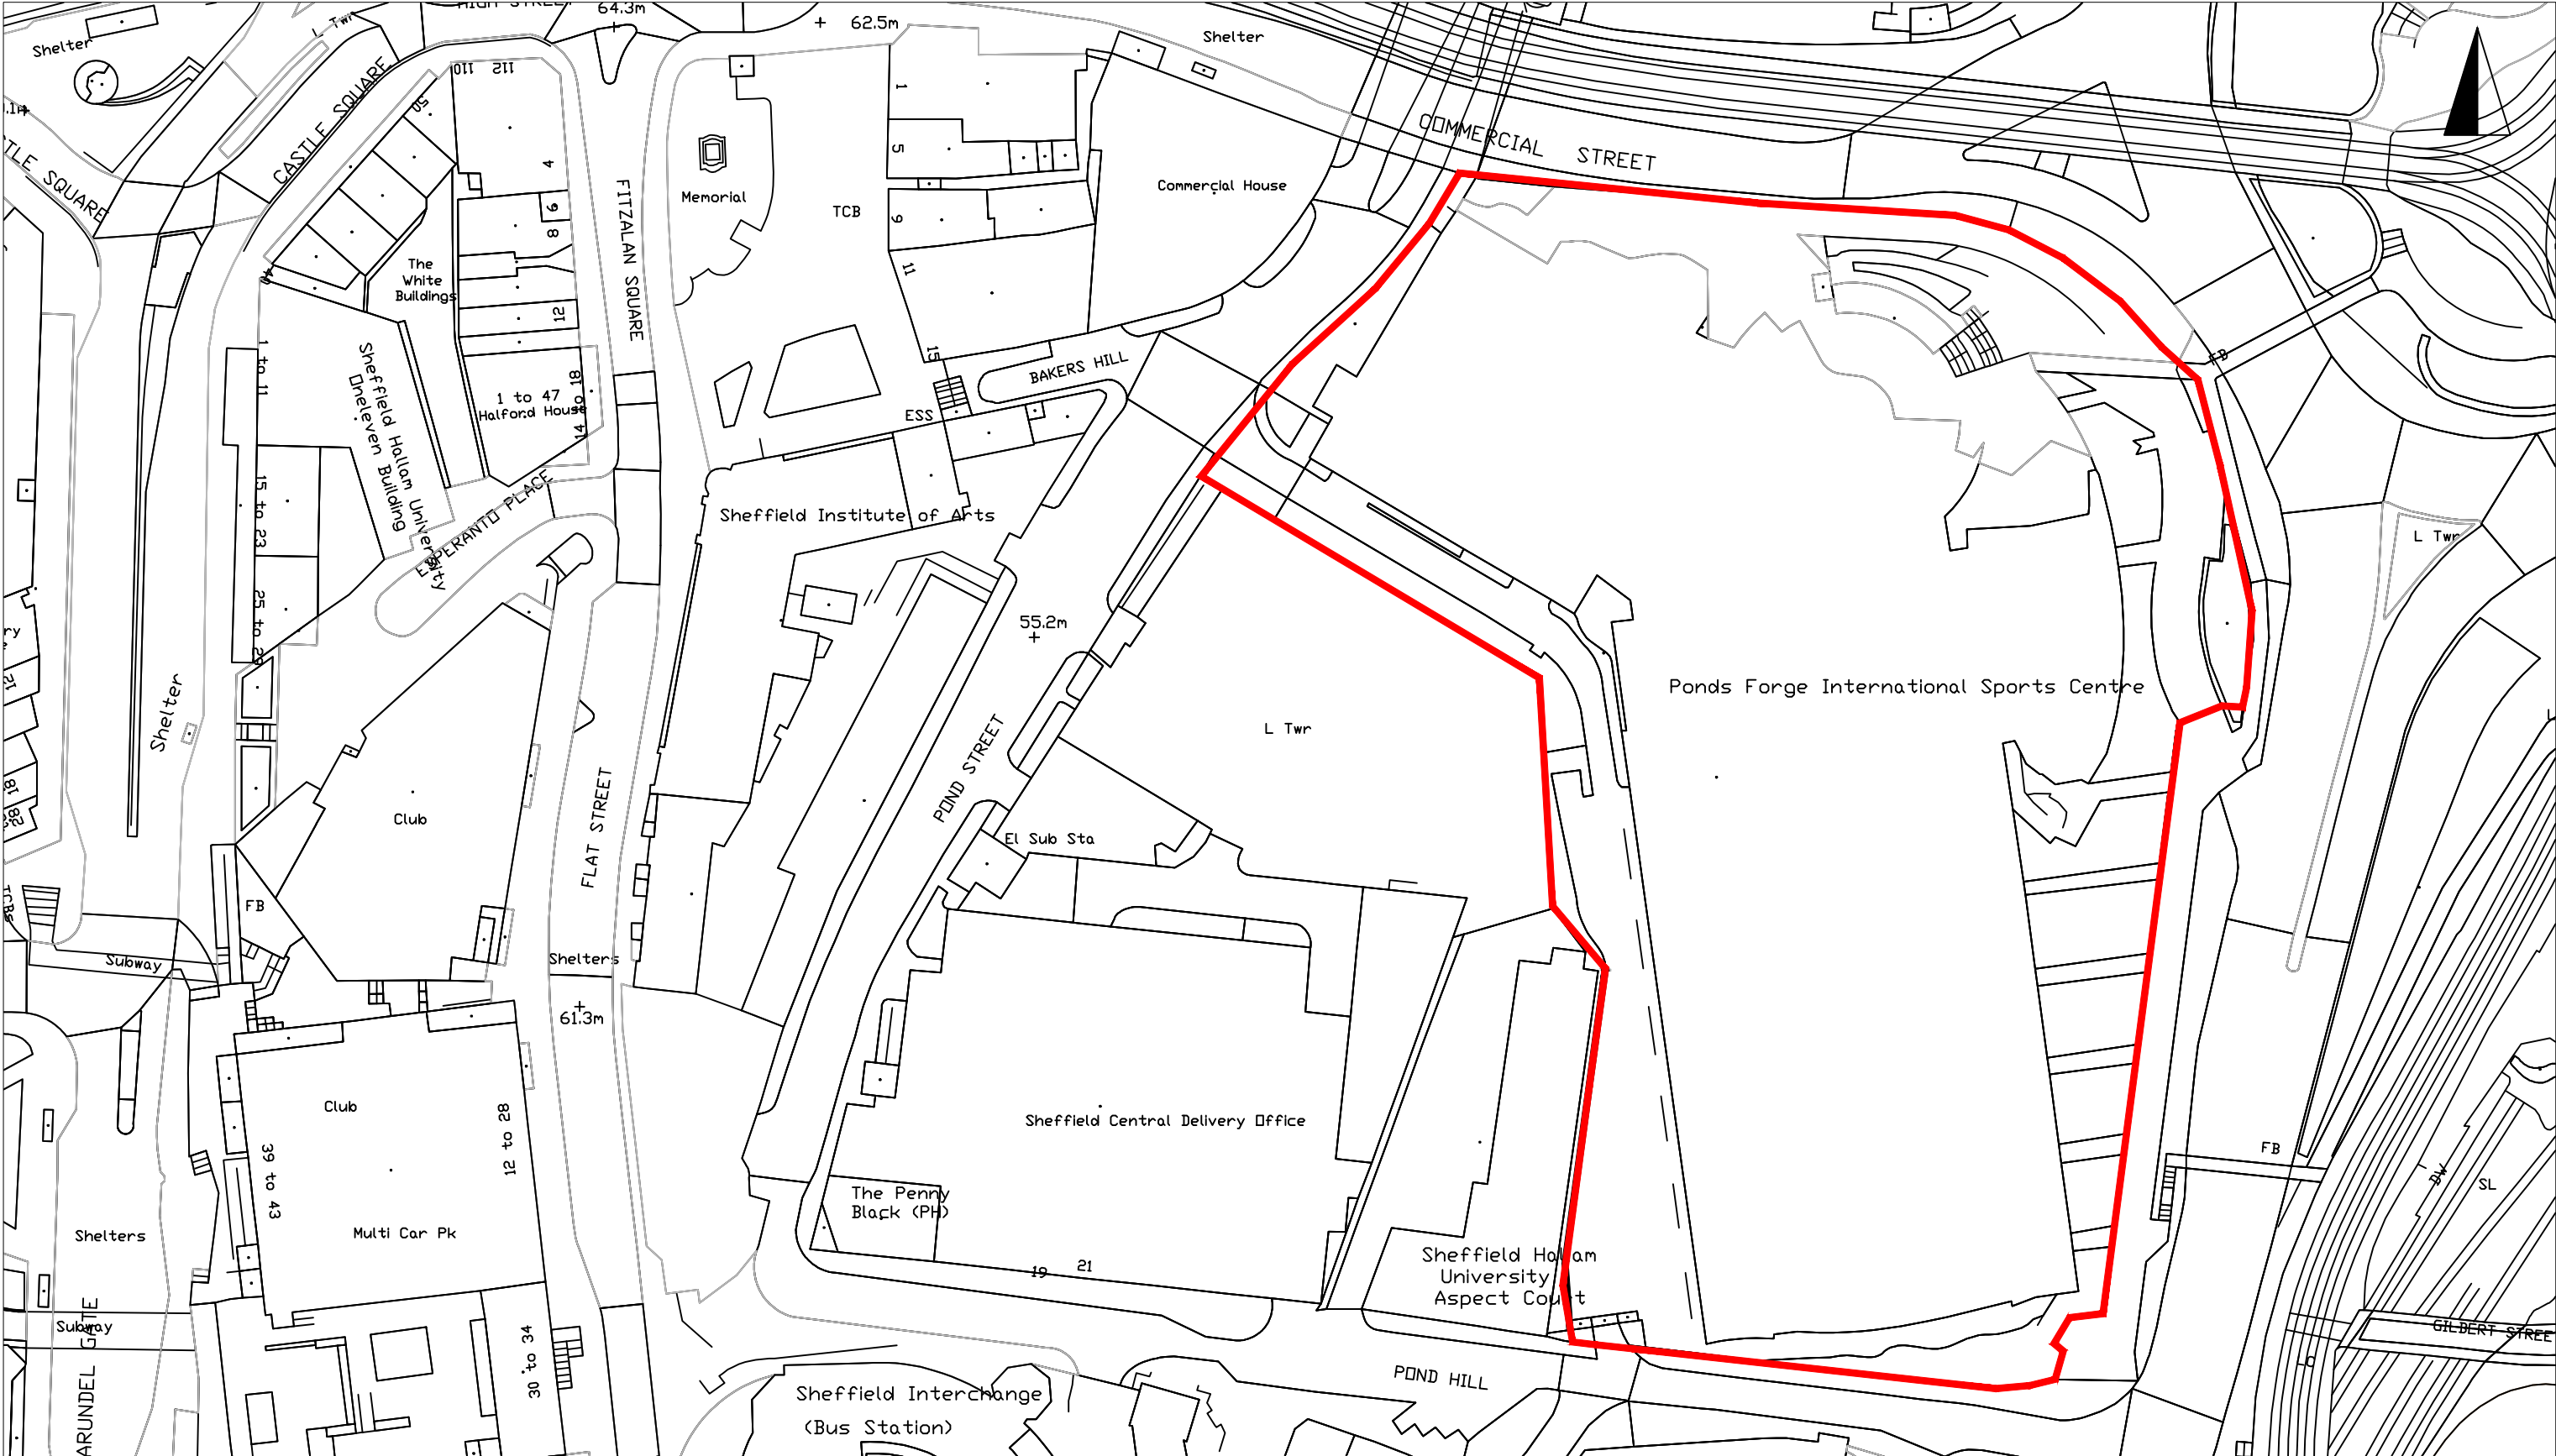 HIGH STREET
64.3m
62.5m
L Twr
Shelter
Shelter
110
112
CASTLE SQUARE
50
1
COMMERCIAL STREET
5
4
Memorial
Commercial House
TCB
6
8
9
FITZALAN SQUARE
The
White
Buildings
11
12
15
BAKERS HILL
FB
1 to 11
Sheffield Hallam University
Oneleven Building
14 to 18
1 to 47
Halford House
ESS
15 to 23
ESPERANTO PLACE
Sheffield Institute of Arts
L Twr
25 to 29
55.2m
Shelter
Ponds Forge International Sports Centre
L Twr
POND STREET
Club
FLAT STREET
El Sub Sta
TCBs
FB
Subway
Shelters
61.3m
Club
12 to 28
39 to 43
Sheffield Central Delivery Office
FB
DW
SL
The Penny
Black (PH)
Shelters
Multi Car Pk
19
21
Sheffield Hallam
University
Aspect Court
Subway
ARUNDEL GATE
30 to 34
POND HILL
Sheffield Interchange
(Bus Station)